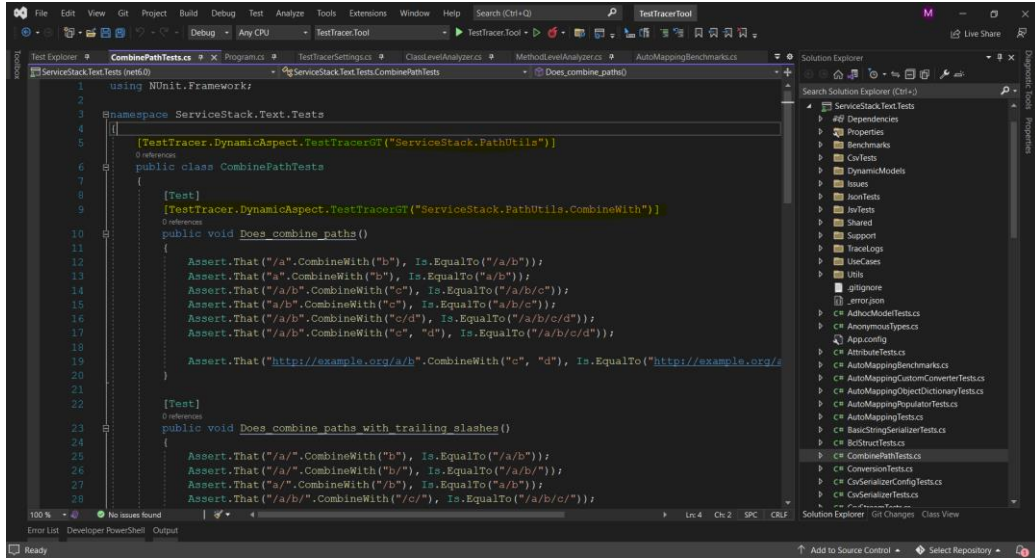 File Edit View Git Project Build Debug Test Analyze Tools Extensions Window Help Search (Ctrl+Q) TestTracerTool M
Debug Any CPU TestTracer.Tool TestTracer.Tool Live Share
Toolbox
Test Explorer CombinePathTests.cs Program.cs TestTracerSettings.cs ClassLevelAnalyzer.cs MethodLevelAnalyzer.cs AutoMappingBenchmarks.cs
ServiceStack.Text.Tests (net6.0) ServiceStack.Text.Tests.CombinePathTests Does_combine_paths()
1 using NUnit.Framework;
2
3 namespace ServiceStack.Text.Tests
4 {
5 [TestTracer.DynamicAspect.TestTracerGT("ServiceStack.PathUtils")]
0 references
6 public class CombinePathTests
7 {
8 [Test]
9 [TestTracer.DynamicAspect.TestTracerGT("ServiceStack.PathUtils.CombineWith")]
0 references
10 public void Does_combine_paths()
11 {
12 Assert.That("/a".CombineWith("b"), Is.EqualTo("/a/b"));
13 Assert.That("a".CombineWith("b"), Is.EqualTo("a/b"));
14 Assert.That("/a/b".CombineWith("c"), Is.EqualTo("/a/b/c"));
15 Assert.That("a/b".CombineWith("c"), Is.EqualTo("a/b/c"));
16 Assert.That("/a/b".CombineWith("c/d"), Is.EqualTo("/a/b/c/d"));
17 Assert.That("/a/b".CombineWith("c", "d"), Is.EqualTo("/a/b/c/d"));
18
19 Assert.That("http://example.org/a/b".CombineWith("c", "d"), Is.EqualTo("http://example.org/a
20 }
21
22 [Test]
0 references
23 public void Does_combine_paths_with_trailing_slashes()
24 {
25 Assert.That("/a/".CombineWith("b"), Is.EqualTo("/a/b"));
26 Assert.That("/a/".CombineWith("b/"), Is.EqualTo("/a/b/"));
27 Assert.That("a/".CombineWith("/b"), Is.EqualTo("a/b"));
28 Assert.That("/a/b/".CombineWith("/c/"), Is.EqualTo("/a/b/c/"));
100 % No issues found Ln: 4 Ch: 2 SPC CRLF
Error List Developer PowerShell Output
Ready Add to Source Control Select Repository
Solution Explorer
Search Solution Explorer (Ctrl+;)
ServiceStack.Text.Tests
Dependencies
Properties
Benchmarks
CsvTests
DynamicModels
Issues
JsonTests
JsvTests
Shared
Support
TraceLogs
UseCases
Utils
.gitignore
_error.json
C# AdhocModelTests.cs
C# AnonymousTypes.cs
App.config
C# AttributeTests.cs
C# AutoMappingBenchmarks.cs
C# AutoMappingCustomConverterTests.cs
C# AutoMappingObjectDictionaryTests.cs
C# AutoMappingPopulatorTests.cs
C# AutoMappingTests.cs
C# BasicStringSerializerTests.cs
C# BclStructTests.cs
C# CombinePathTests.cs
C# ConversionTests.cs
C# CsvSerializerConfigTests.cs
C# CsvSerializerTests.cs
C# CsvStreamTests.cs
Solution Explorer Git Changes Class View
Diagnostic Tools
Properties